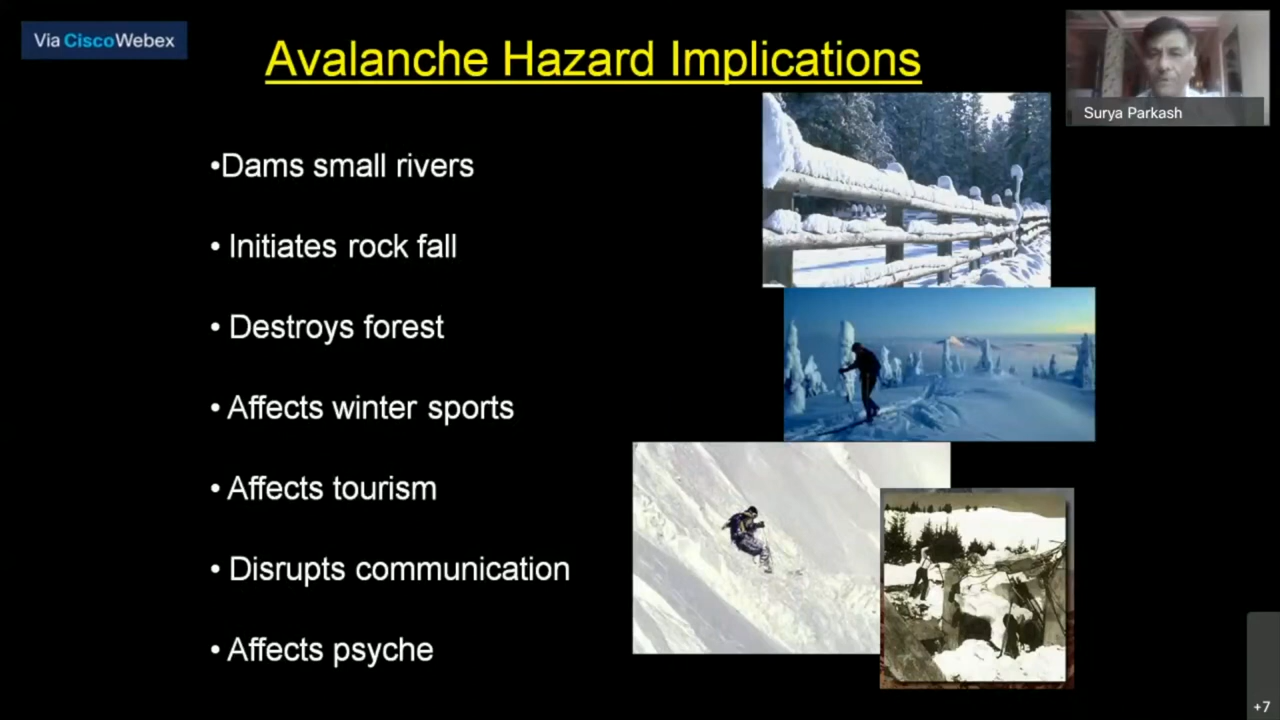 Via CiscoWebex
Avalanche Hazard Implications
Surya Parkash
•Dams small rivers
• Initiates rock fall
• Destroys forest
• Affects winter sports
• Affects tourism
• Disrupts communication
• Affects psyche
+7